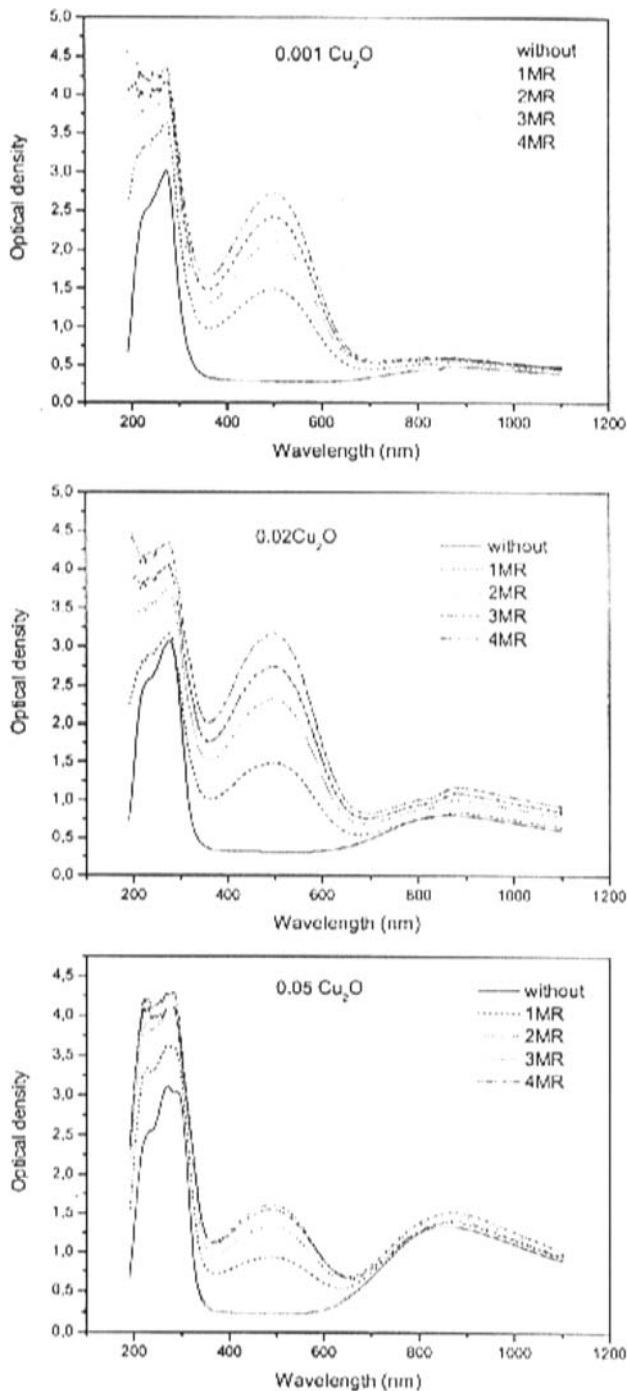 5,0
4,5
4,0
3,5
3,0
2,5
2,0
1,5
1,0
0,5
0,0
Optical density
0.001 Cu₂O
without
1MR
2MR
3MR
4MR
200 400 600 800 1000 1200
Wavelength (nm)
5,0
4,5
4,0
3,5
3,0
2,5
2,0
1,5
1,0
0,5
0,0
Optical density
0.02Cu₂O
without
1MR
2MR
3MR
4MR
200 400 600 800 1000 1200
Wavelength (nm)
4,5
4,0
3,5
3,0
2,5
2,0
1,5
1,0
0,5
0,0
Optical density
0.05 Cu₂O
without
1MR
2MR
3MR
4MR
200 400 600 800 1000 1200
Wavelength (nm)